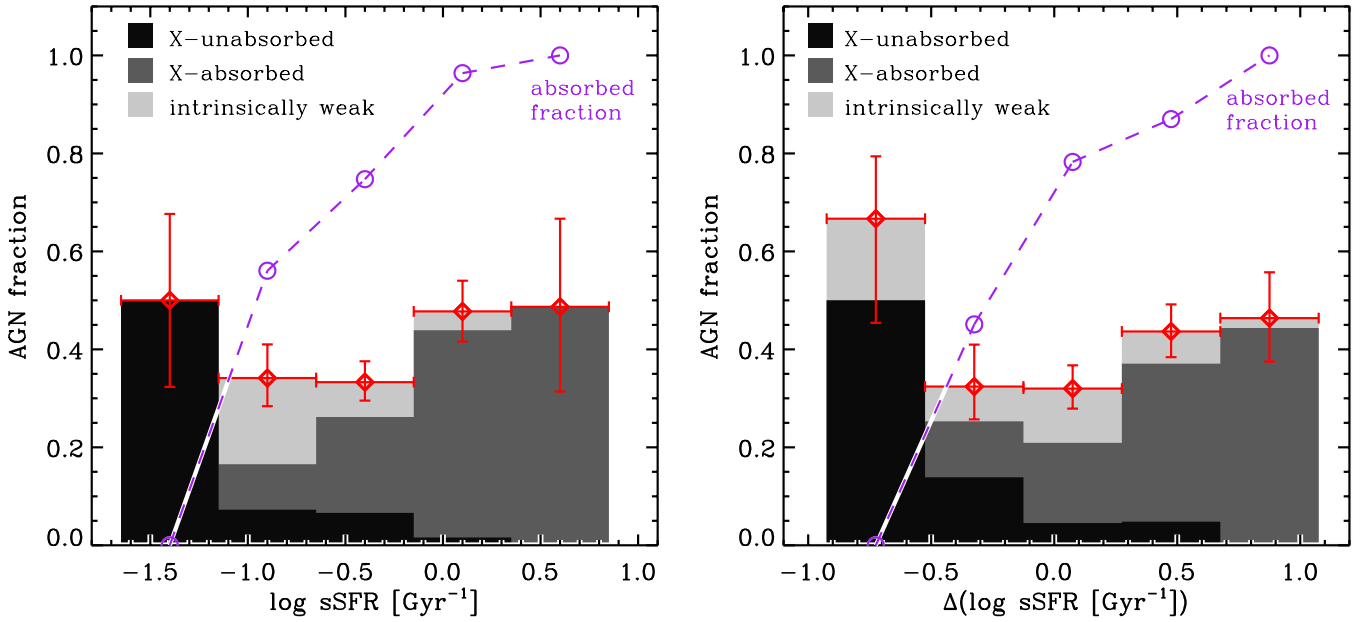 X-unabsorbed
X-absorbed
intrinsically weak
absorbed
fraction
AGN fraction
1.0
0.8
0.6
0.4
0.2
0.0
−1.5 −1.0 −0.5 0.0 0.5 1.0
log sSFR [Gyr⁻¹]
X-unabsorbed
X-absorbed
intrinsically weak
absorbed
fraction
AGN fraction
1.0
0.8
0.6
0.4
0.2
0.0
−1.0 −0.5 0.0 0.5 1.0
Δ(log sSFR [Gyr⁻¹])